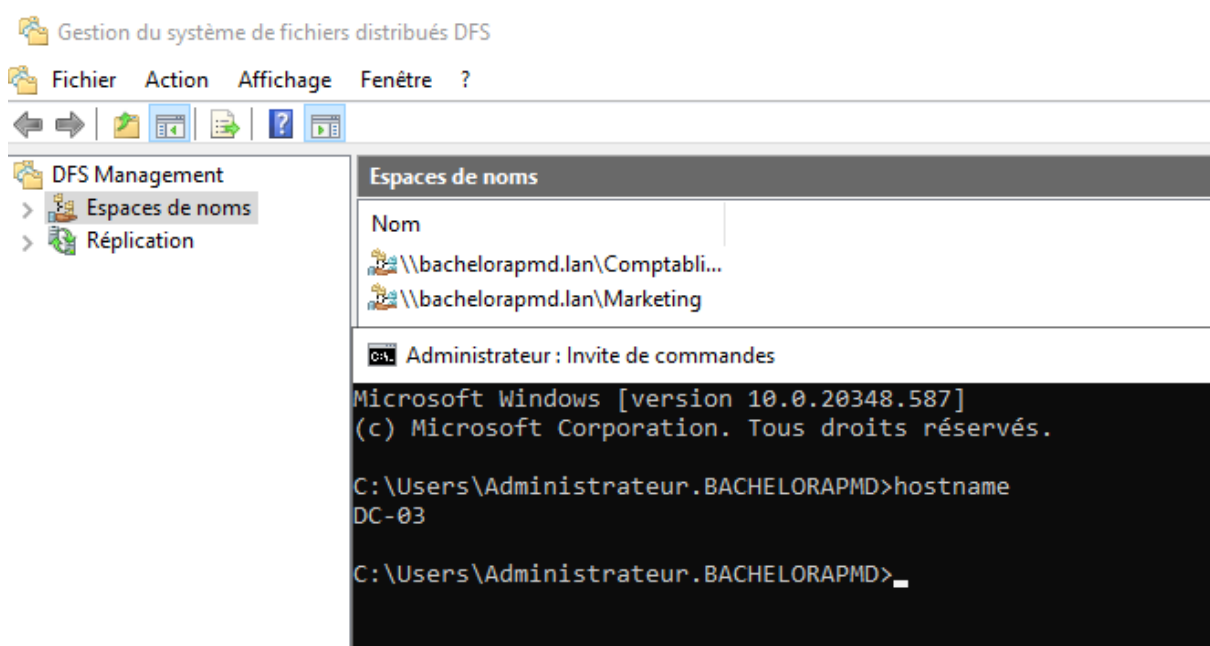 Gestion du système de fichiers distribués DFS
Fichier Action Affichage Fenêtre ?
DFS Management
Espaces de noms
Réplication
Espaces de noms
Nom
\\bachelorapmd.lan\Comptabli...
\\bachelorapmd.lan\Marketing
Administrateur : Invite de commandes
Microsoft Windows [version 10.0.20348.587]
(c) Microsoft Corporation. Tous droits réservés.
C:\Users\Administrateur.BACHELORAPMD>hostname
DC-03
C:\Users\Administrateur.BACHELORAPMD>